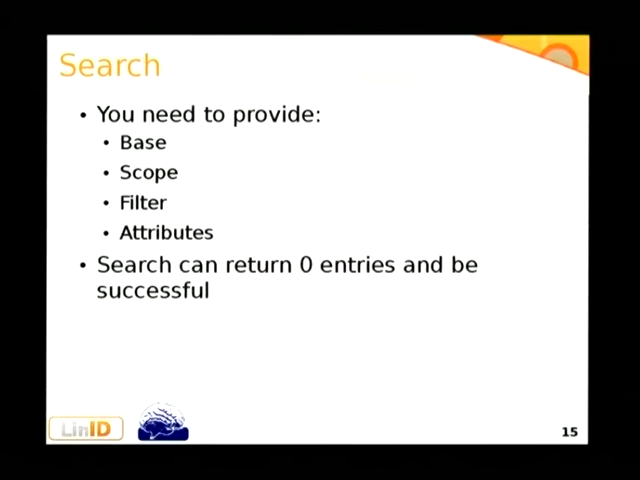 Search
• You need to provide:
• Base
• Scope
• Filter
• Attributes
• Search can return 0 entries and be
successful
LinID
15